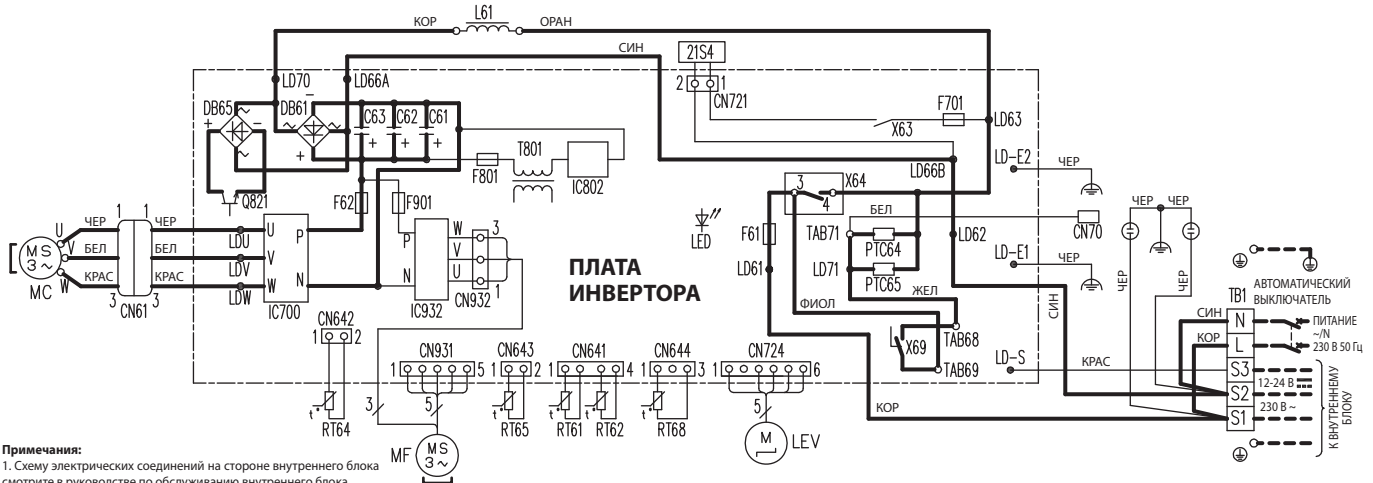 КОР
L61
ОРАН
СИН
21S4
2
1
CN721
LD70
LD66A
DB65
DB61
C63
C62
C61
F701
X63
LD63
T801
F801
IC802
LD66B
LD-E2
ЧЕР
Q821
F62
F901
3
X64
4
LED
F61
БЕЛ
TAB71
PTC64
CN70
LD62
ЧЕР
ЧЕР
U
ЧЕР
1
1
ЧЕР
LDU
U
P
V
БЕЛ
БЕЛ
LDV
V
W
КРАС
3
3
КРАС
LDW
W
N
MS
3~
MC
CN61
IC700
P
N
W
V
U
3
1
IC932
CN932
ПЛАТА
ИНВЕРТОРА
LD61
LD71
PTC65
LD-E1
ЧЕР
ЧЕР
ЧЕР
ФИОЛ
ЖЕЛ
СИН
X69
TAB68
TAB69
LD-S
КРАС
TB1
АВТОМАТИЧЕСКИЙ
ВЫКЛЮЧАТЕЛЬ
СИН
N
КОР
L
ПИТАНИЕ
~/N
230 В 50 Гц
S3
12-24 В
S2
230 В ~
S1
К ВНУТРЕННЕМУ
БЛОКУ
CN642
1
2
CN931
1
5
CN643
1
2
CN641
1
4
CN644
1
3
CN724
1
6
3
5
5
КОР
t°
RT64
t°
RT65
t°
RT61
t°
RT62
t°
RT68
MF
MS
3~
M
LEV
Примечания:
1. Схему электрических соединений на стороне внутреннего блока
смотрите в руководстве по обслуживанию внутреннего блока.